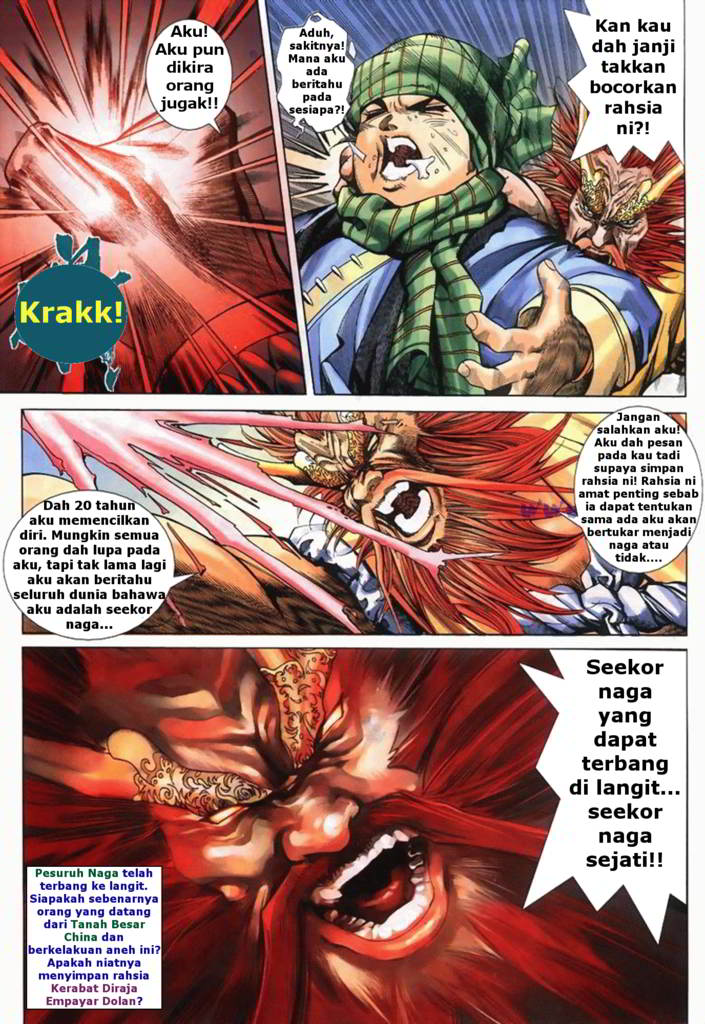 Aku!
Aku pun
dikira
orang
jugak!!
Krakk!
Aduh,
sakitnya!
Mana aku
ada
beritahu
pada
sesiapa?!
Kan kau
dah janji
takkan
bocorkan
rahsia
ni?!
Jangan
salahkan aku!
Aku dah pesan
pada kau tadi
supaya simpan
rahsia ni! Rahsia ni
amat penting sebab
ia dapat tentukan
sama ada aku akan
bertukar menjadi
naga atau
tidak....
Dah 20 tahun
aku memencilkan
diri. Mungkin semua
orang dah lupa pada
aku, tapi tak lama lagi
aku akan beritahu
seluruh dunia bahawa
aku adalah seekor
naga...
Seekor
naga
yang
dapat
terbang
di langit...
seekor
naga
sejati!!
Pesuruh Naga telah
terbang ke langit.
Siapakah sebenarnya
orang yang datang
dari Tanah Besar
China dan
berkelakuan aneh ini?
Apakah niatnya
menyimpan rahsia
Kerabat Diraja
Empayar Dolan?